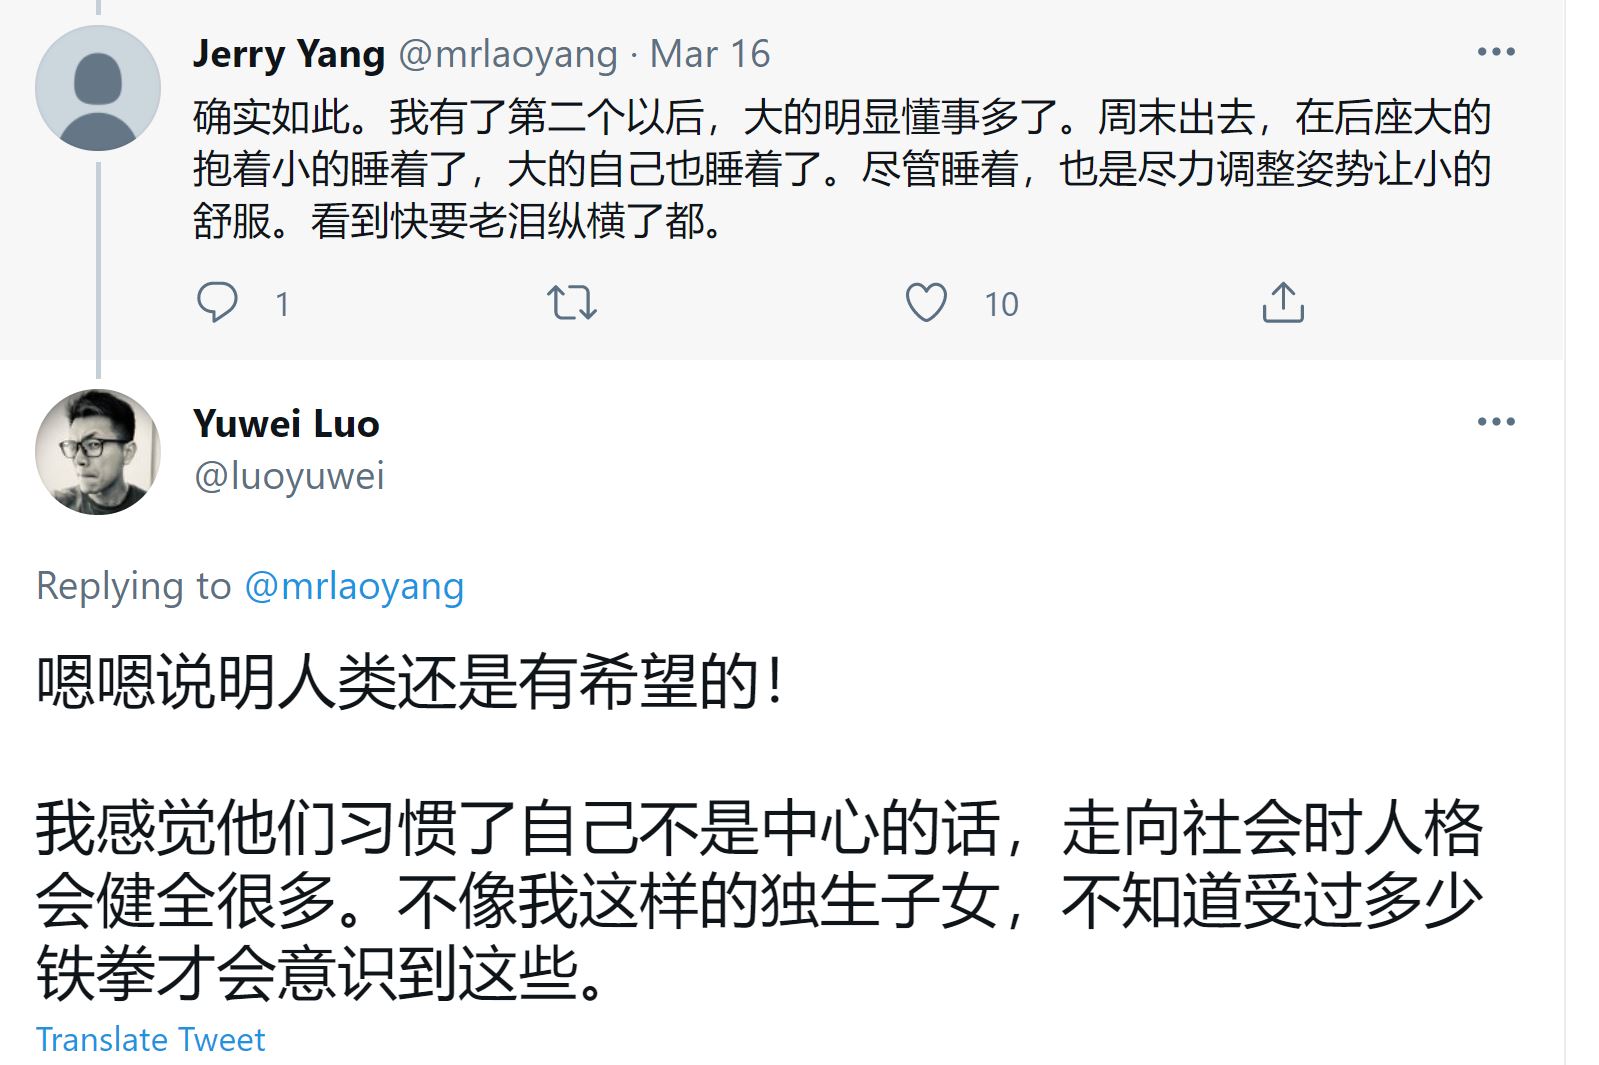 Jerry Yang @mrlaoyang · Mar 16
确实如此。我有了第二个以后，大的明显懂事多了。周末出去，在后座大的
抱着小的睡着了，大的自己也睡着了。尽管睡着，也是尽力调整姿势让小的
舒服。看到快要老泪纵横了都。
1 10
Yuwei Luo
@luoyuwei
Replying to @mrlaoyang
嗯嗯说明人类还是有希望的！
我感觉他们习惯了自己不是中心的话，走向社会时人格
会健全很多。不像我这样的独生子女，不知道受过多少
铁拳才会意识到这些。
Translate Tweet